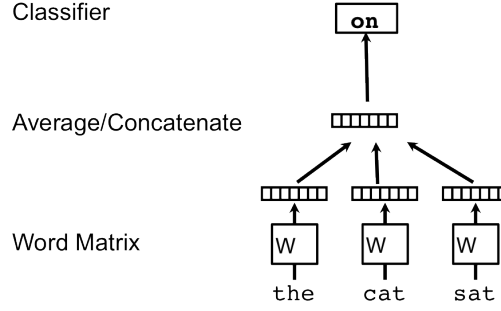 Classifier
on
Average/Concatenate
Word Matrix
W W W
the cat sat